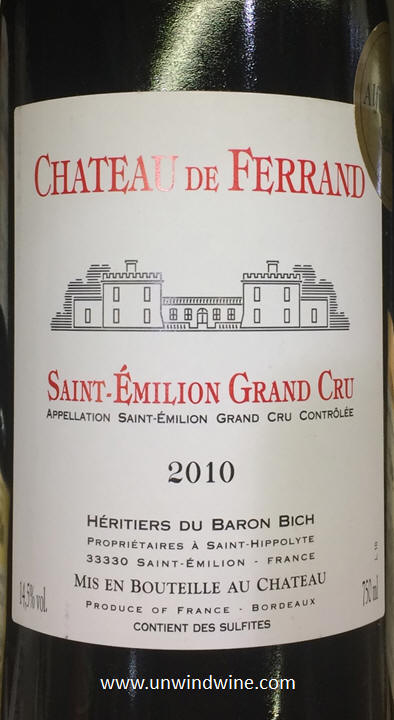 CHATEAU DE FERRAND
SAINT-ÉMILION GRAND CRU
APPELLATION SAINT-ÉMILION GRAND CRU CONTRÔLÉE
2010
HÉRITIERS DU BARON BICH
PROPRIÉTAIRES À SAINT-HIPPOLYTE
33330 SAINT-ÉMILION - FRANCE
MIS EN BOUTEILLE AU CHATEAU
14,5% vol.
PRODUCE OF FRANCE - BORDEAUX
750 ml
CONTIENT DES SULFITES
www.unwindwine.com